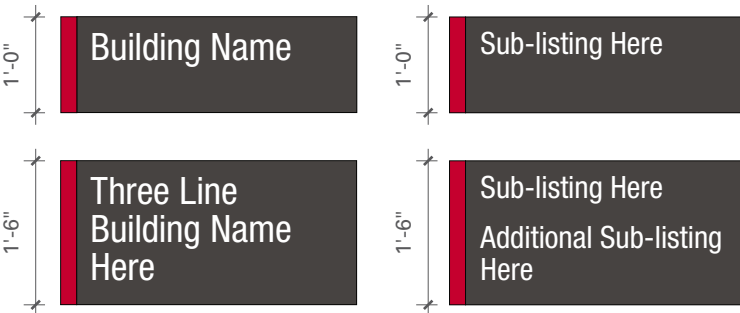 1'-0"
Building Name
1'-0"
Sub-listing Here
1'-6"
Three Line
Building Name
Here
1'-6"
Sub-listing Here
Additional Sub-listing
Here